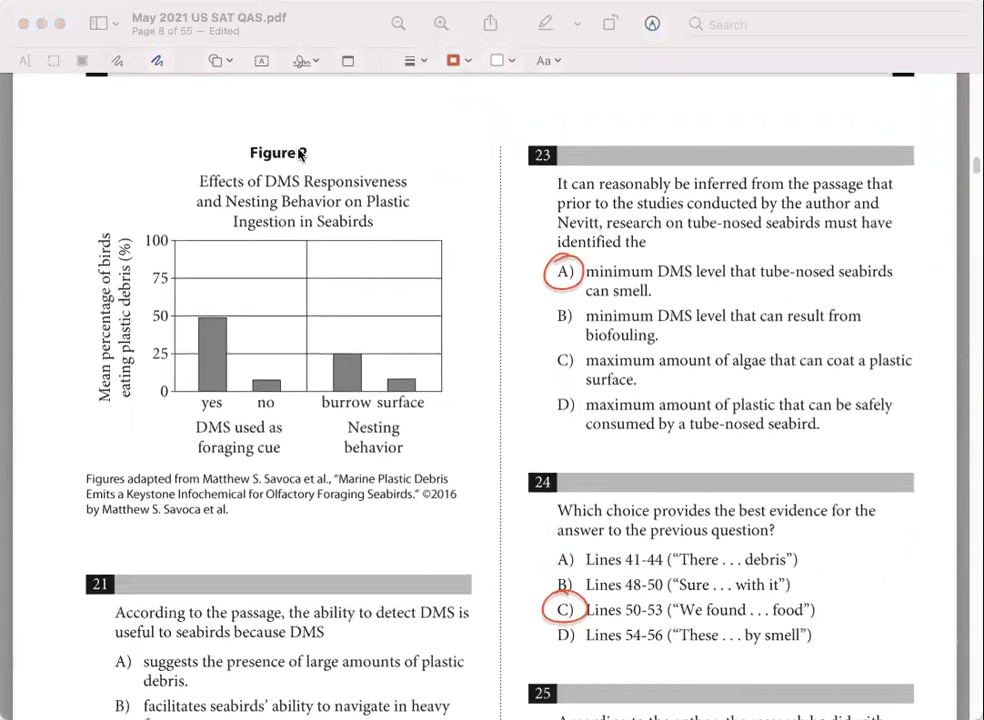 May 2021 US SAT QAS.pdf
Page 8 of 55 — Edited
Search
A
Aa
Figure 2
Effects of DMS Responsiveness
and Nesting Behavior on Plastic
Ingestion in Seabirds
Mean percentage of birds
eating plastic debris (%)
100
75
50
25
0
yes no burrow surface
DMS used as
foraging cue
Nesting
behavior
Figures adapted from Matthew S. Savoca et al., “Marine Plastic Debris
Emits a Keystone Infochemical for Olfactory Foraging Seabirds.” ©2016
by Matthew S. Savoca et al.
21
According to the passage, the ability to detect DMS is
useful to seabirds because DMS
A) suggests the presence of large amounts of plastic
debris.
B) facilitates seabirds’ ability to navigate in heavy
23
It can reasonably be inferred from the passage that
prior to the studies conducted by the author and
Nevitt, research on tube-nosed seabirds must have
identified the
A) minimum DMS level that tube-nosed seabirds
can smell.
B) minimum DMS level that can result from
biofouling.
C) maximum amount of algae that can coat a plastic
surface.
D) maximum amount of plastic that can be safely
consumed by a tube-nosed seabird.
24
Which choice provides the best evidence for the
answer to the previous question?
A) Lines 41-44 (“There . . . debris”)
B) Lines 48-50 (“Sure . . . with it”)
C) Lines 50-53 (“We found . . . food”)
D) Lines 54-56 (“These . . . by smell”)
25